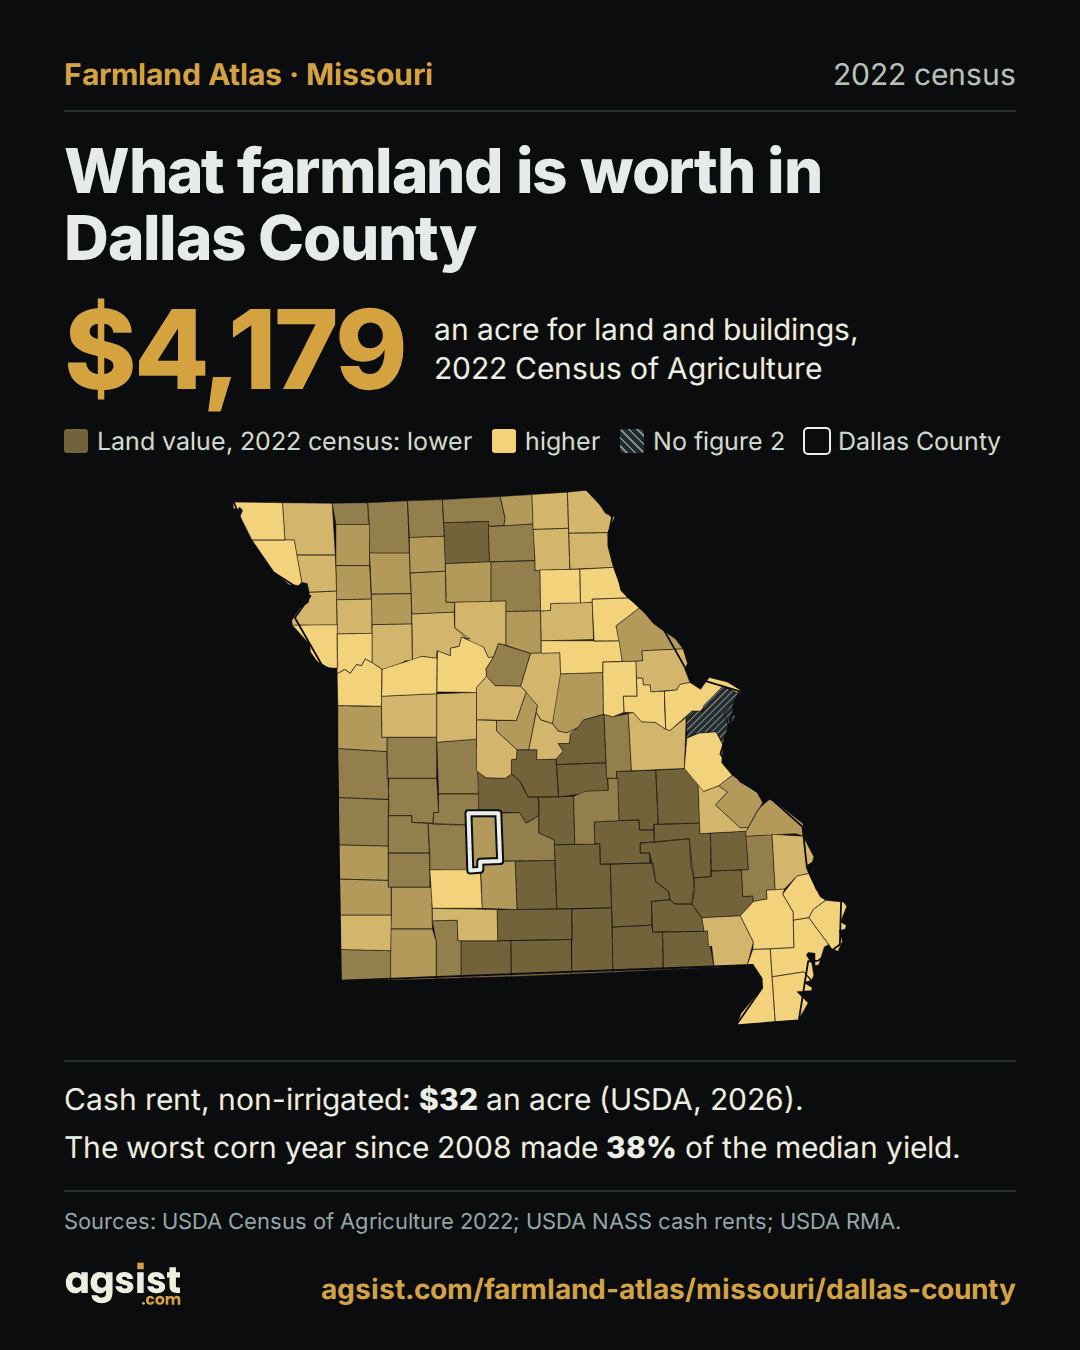 Farmland Atlas · Missouri
2022 census
What farmland is worth in
Dallas County
$4,179
an acre for land and buildings,
2022 Census of Agriculture
Land value, 2022 census: lower higher No figure 2 Dallas County
Cash rent, non-irrigated: $32 an acre (USDA, 2026).
The worst corn year since 2008 made 38% of the median yield.
Sources: USDA Census of Agriculture 2022; USDA NASS cash rents; USDA RMA.
agsist
.com
agsist.com/farmland-atlas/missouri/dallas-county